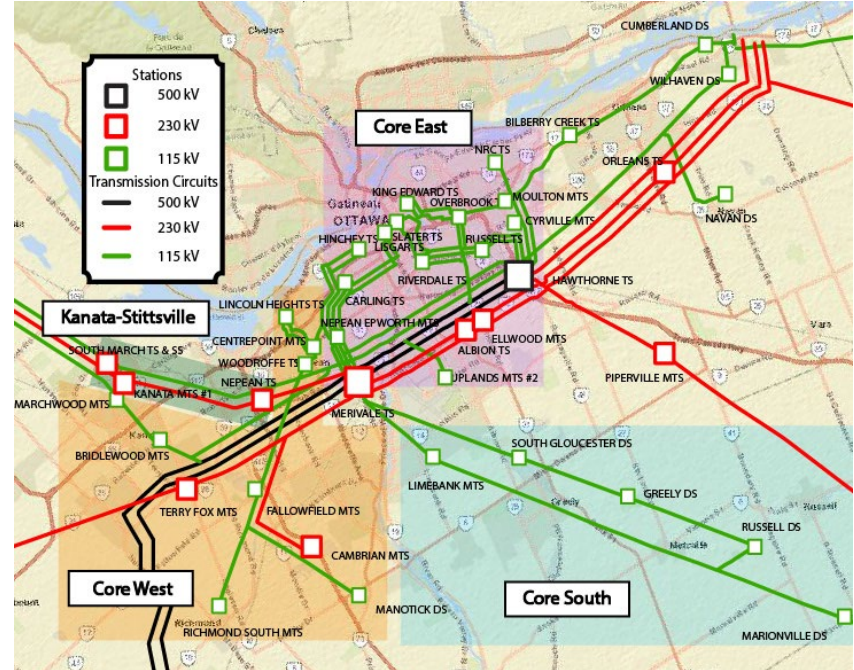 CUMBERLAND DS
Chelsea
Stations
500 kV
230 kV
115 kV
Transmission Circuits
500 kV
230 kV
115 kV
WILHAVEN DS
Core East
BILBERRY CREEK TS
NRC TS
ORLEANS TS
KING EDWARD TS
OVERBROOK
MOULTON MTS
Gatineau
OTTAWA
CYRVILLE MTS
NAVAN DS
HINCHEY TS
SLATER TS
LISGAR TS
RUSSELL TS
RIVERDALE TS
HAWTHORNE TS
CARLING TS
LINCOLN HEIGHTS TS
Kanata-Stittsville
NEPEAN EPWORTH MTS
Vars
CENTREPOINT MTS
ELLWOOD MTS
SOUTH MARCH TS & SS
WOODROFFE TS
ALBION TS
NEPEAN TS
UPLANDS MTS #2
PIPERVILLE MTS
KANATA MTS #1
MARCHWOOD MTS
MERIVALE TS
BRIDLEWOOD MTS
SOUTH GLOUCESTER DS
LIMEBANK MTS
GREELY DS
Greely
TERRY FOX MTS
FALLOWFIELD MTS
RUSSELL DS
Russell
CAMBRIAN MTS
Metcalfe
Core West
Core South
MANOTICK DS
Richmond
RICHMOND SOUTH MTS
MARIONVILLE DS